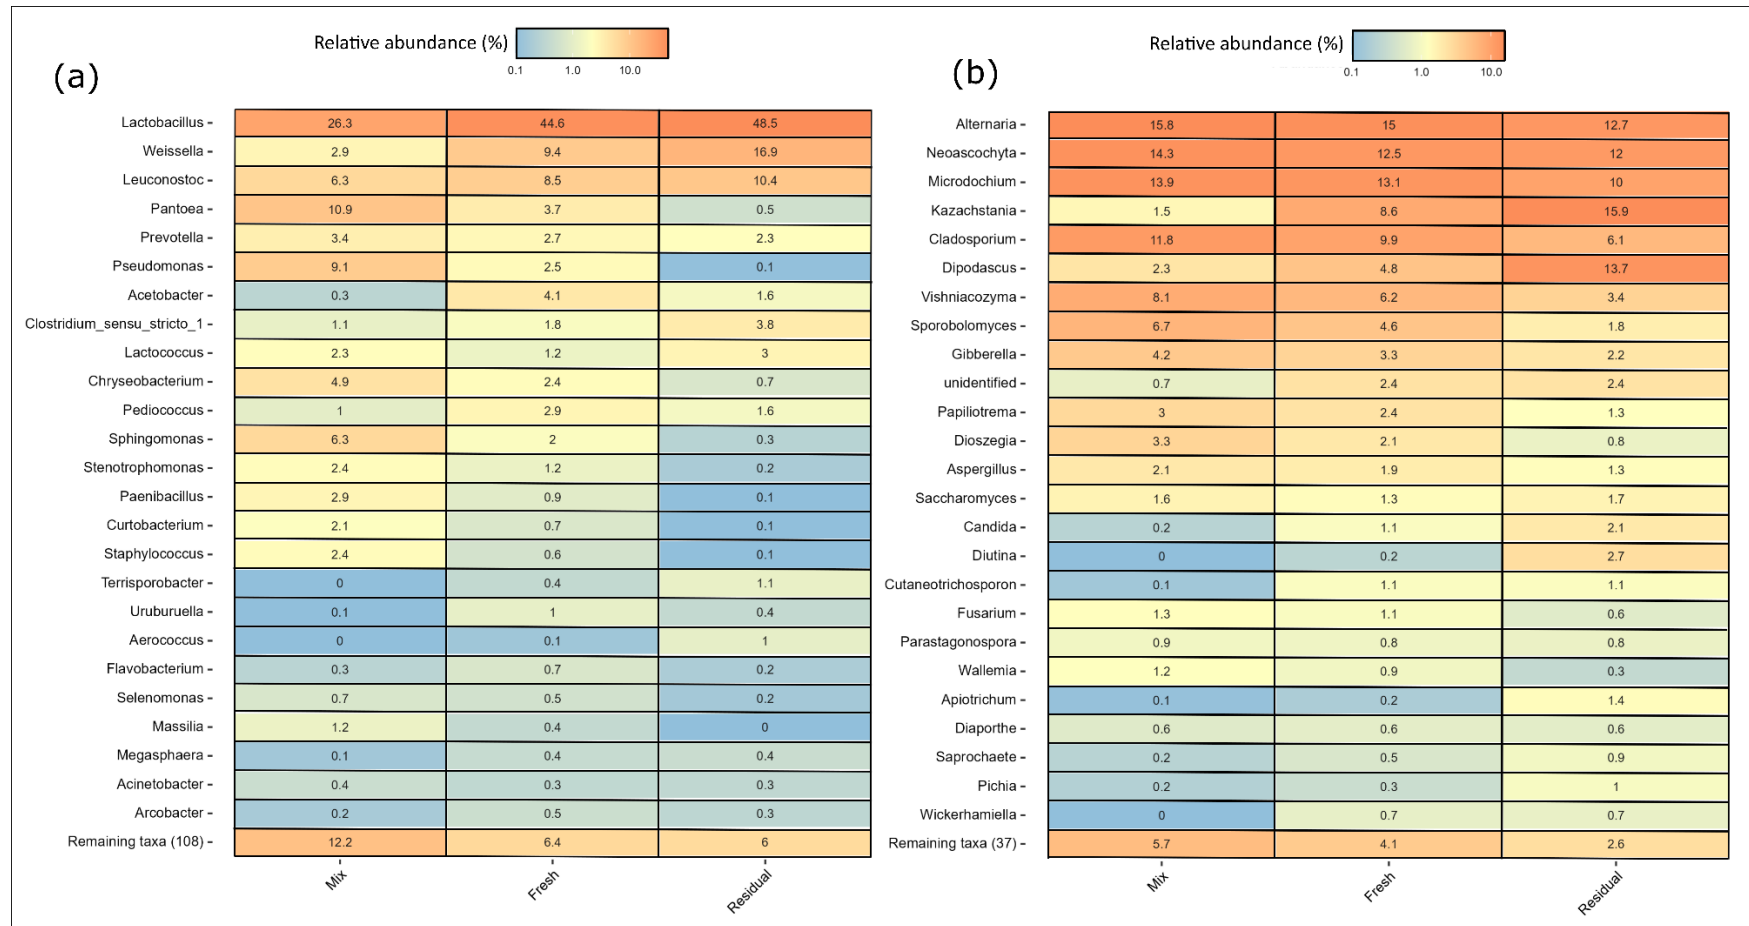 Relative abundance (%)
0.1 1.0 10.0
(a)
Lactobacillus - 26.3 44.6 48.5
Weissella - 2.9 9.4 16.9
Leuconostoc - 6.3 8.5 10.4
Pantoea - 10.9 3.7 0.5
Prevotella - 3.4 2.7 2.3
Pseudomonas - 9.1 2.5 0.1
Acetobacter - 0.3 4.1 1.6
Clostridium_sensu_stricto_1 - 1.1 1.8 3.8
Lactococcus - 2.3 1.2 3
Chryseobacterium - 4.9 2.4 0.7
Pediococcus - 1 2.9 1.6
Sphingomonas - 6.3 2 0.3
Stenotrophomonas - 2.4 1.2 0.2
Paenibacillus - 2.9 0.9 0.1
Curtobacterium - 2.1 0.7 0.1
Staphylococcus - 2.4 0.6 0.1
Terrisporobacter - 0 0.4 1.1
Uruburuella - 0.1 1 0.4
Aerococcus - 0 0.1 1
Flavobacterium - 0.3 0.7 0.2
Selenomonas - 0.7 0.5 0.2
Massilia - 1.2 0.4 0
Megasphaera - 0.1 0.4 0.4
Acinetobacter - 0.4 0.3 0.3
Arcobacter - 0.2 0.5 0.3
Remaining taxa (108) - 12.2 6.4 6
Mix Fresh Residual
Relative abundance (%)
0.1 1.0 10.0
(b)
Alternaria - 15.8 15 12.7
Neoascochyta - 14.3 12.5 12
Microdochium - 13.9 13.1 10
Kazachstania - 1.5 8.6 15.9
Cladosporium - 11.8 9.9 6.1
Dipodascus - 2.3 4.8 13.7
Vishniacozyma - 8.1 6.2 3.4
Sporobolomyces - 6.7 4.6 1.8
Gibberella - 4.2 3.3 2.2
unidentified - 0.7 2.4 2.4
Papiliotrema - 3 2.4 1.3
Dioszegia - 3.3 2.1 0.8
Aspergillus - 2.1 1.9 1.3
Saccharomyces - 1.6 1.3 1.7
Candida - 0.2 1.1 2.1
Diutina - 0 0.2 2.7
Cutaneotrichosporon - 0.1 1.1 1.1
Fusarium - 1.3 1.1 0.6
Parastagonospora - 0.9 0.8 0.8
Wallemia - 1.2 0.9 0.3
Apiotrichum - 0.1 0.2 1.4
Diaporthe - 0.6 0.6 0.6
Saprochaete - 0.2 0.5 0.9
Pichia - 0.2 0.3 1
Wickerhamiella - 0 0.7 0.7
Remaining taxa (37) - 5.7 4.1 2.6
Mix Fresh Residual